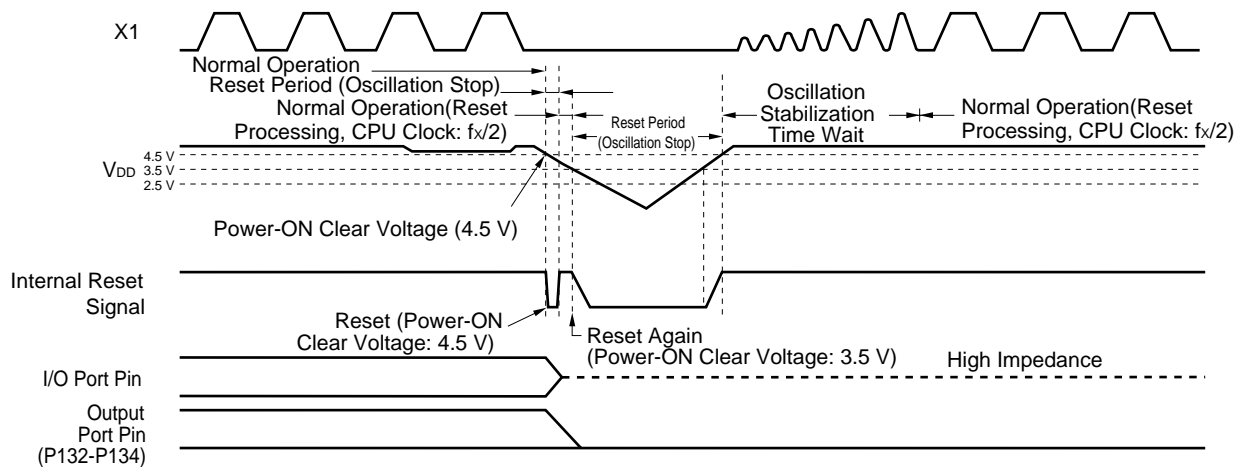 X1
Normal Operation
Reset Period (Oscillation Stop)
Normal Operation(Reset
Processing, CPU Clock: fX/2)
Reset Period
(Oscillation Stop)
Oscillation
Stabilization
Time Wait
Normal Operation(Reset
Processing, CPU Clock: fX/2)
VDD
4.5 V
3.5 V
2.5 V
Power-ON Clear Voltage (4.5 V)
Internal Reset
Signal
Reset (Power-ON
Clear Voltage: 4.5 V)
Reset Again
(Power-ON Clear Voltage: 3.5 V)
I/O Port Pin
High Impedance
Output
Port Pin
(P132-P134)